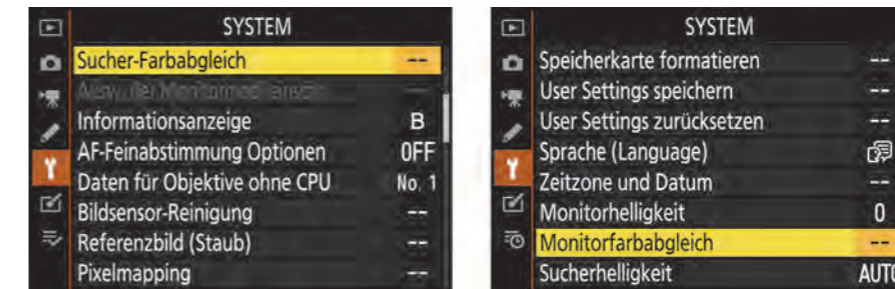 SYSTEM
Sucher-Farbabgleich --
Informationsanzeige B
AF-Feinabstimmung Optionen OFF
Daten für Objektive ohne CPU No. 1
Bildsensor-Reinigung --
Referenzbild (Staub) --
Pixelmapping --
SYSTEM
Speicherkarte formatieren --
User Settings speichern --
User Settings zurücksetzen --
Sprache (Language)
Zeitzone und Datum --
Monitorhelligkeit 0
Monitorfarbabgleich --
Sucherhelligkeit AUTO